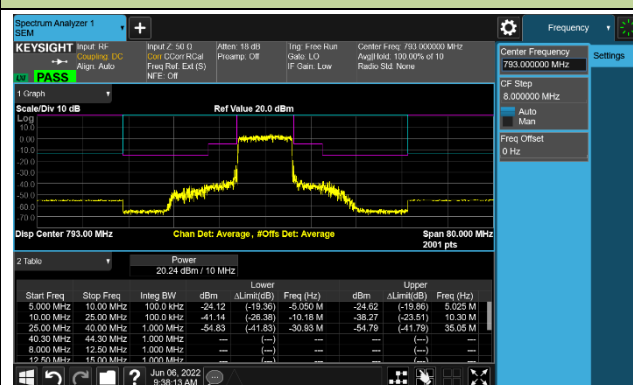 Spectrum Analyzer 1
SEM
Frequency
KEYSIGHT
Input: RF
Coupling: DC
Align: Auto
Input Z: 50 Ω
Corr CCorr RCal
Freq Ref: Ext (S)
NFE: Off
Atten: 18 dB
Preamp: Off
Trig: Free Run
Gate: LO
IF Gain: Low
Center Freq: 793.000000 MHz
Avg|Hold: 100.00% of 10
Radio Std: None
PASS
Center Frequency
793.000000 MHz
Settings
CF Step
8.000000 MHz
Auto
Man
Freq Offset
0 Hz
1 Graph
Scale/Div 10 dB
Ref Value 20.0 dBm
Log
10.0
0.00
-10.0
-20.0
-30.0
-40.0
-50.0
-60.0
-70.0
Disp Center 793.00 MHz
Chan Det: Average , #Offs Det: Average
Span 80.000 MHz
2001 pts
2 Table
Power
20.24 dBm / 10 MHz
Lower Upper
Start Freq Stop Freq Integ BW dBm ΔLimit(dB) Freq (Hz) dBm ΔLimit(dB) Freq (Hz)
5.000 MHz 10.00 MHz 100.0 kHz -24.12 (-19.36) -5.050 M -24.62 (-19.86) 5.025 M
10.00 MHz 25.00 MHz 100.0 kHz -41.14 (-26.38) -10.18 M -38.27 (-23.51) 10.30 M
25.00 MHz 40.00 MHz 1.000 MHz -54.83 (-41.83) -30.93 M -54.79 (-41.79) 35.05 M
40.30 MHz 44.30 MHz 1.000 MHz --- (---) --- --- (---) ---
8.000 MHz 12.50 MHz 1.000 MHz --- (---) --- --- (---) ---
12.50 MHz 15.00 MHz 1.000 MHz --- (---) --- --- (---) ---
Jun 06, 2022
9:38:13 AM